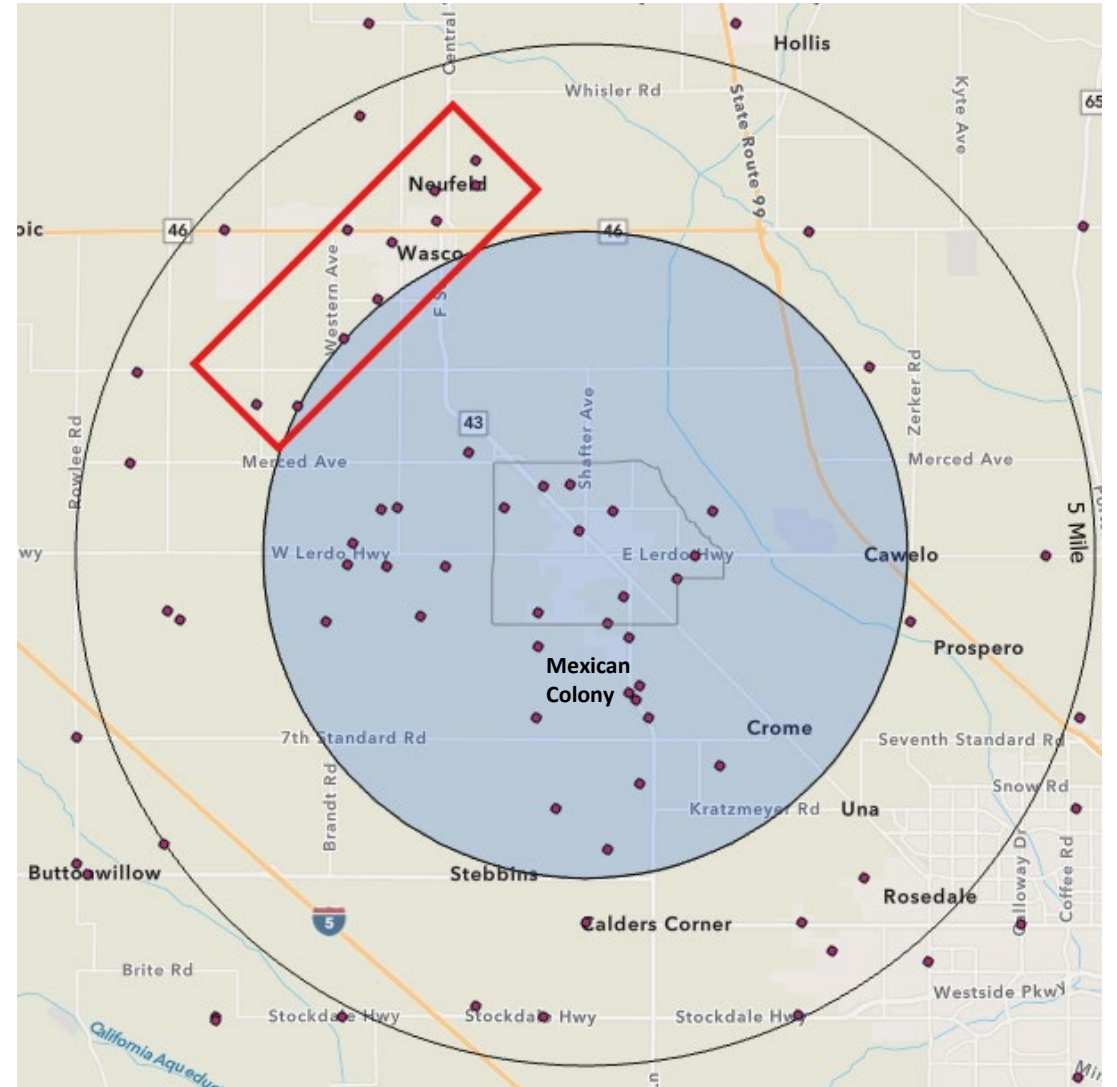 Hollis
Central
Whisler Rd
State Route 99
Kyte Ave
65
Neufeld
46
46
Wasco
Western Ave
F S
Zerker Rd
43
Shafter Ave
Rowlee Rd
Merced Ave
Merced Ave
5 Mile
wy
W Lerdo Hwy
E Lerdo Hwy
Cawelo
Prospero
Mexican
Colony
Crome
7th Standard Rd
Seventh Standard Rd
Snow Rd
Brandt Rd
Kratzmeyer Rd
Una
Calloway Dr
Coffee Rd
Buttonwillow
Stebbins
Rosedale
5
Calders Corner
Brite Rd
Westside Pkwy
Stockdale Hwy
Stockdale Hwy
Stockdale Hwy
California Aqueduc